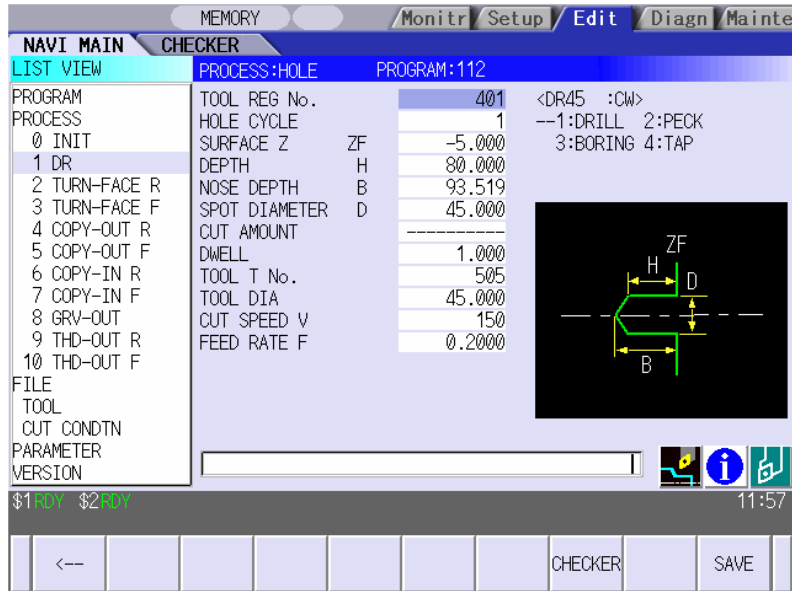 MEMORY Monitr Setup Edit Diagn Mainte
NAVI MAIN CHECKER
LIST VIEW PROCESS:HOLE PROGRAM:112
PROGRAM
PROCESS
0 INIT
1 DR
2 TURN-FACE R
3 TURN-FACE F
4 COPY-OUT R
5 COPY-OUT F
6 COPY-IN R
7 COPY-IN F
8 GRV-OUT
9 THD-OUT R
10 THD-OUT F
FILE
TOOL
CUT CONDTN
PARAMETER
VERSION
TOOL REG No. 401
HOLE CYCLE 1
SURFACE Z ZF -5.000
DEPTH H 80.000
NOSE DEPTH B 93.519
SPOT DIAMETER D 45.000
CUT AMOUNT ----------
DWELL 1.000
TOOL T No. 505
TOOL DIA 45.000
CUT SPEED V 150
FEED RATE F 0.2000
<DR45 :CW>
--1:DRILL 2:PECK
3:BORING 4:TAP
ZF
H
D
B
i
$1 RDY $2 RDY 11:57
<-- CHECKER SAVE